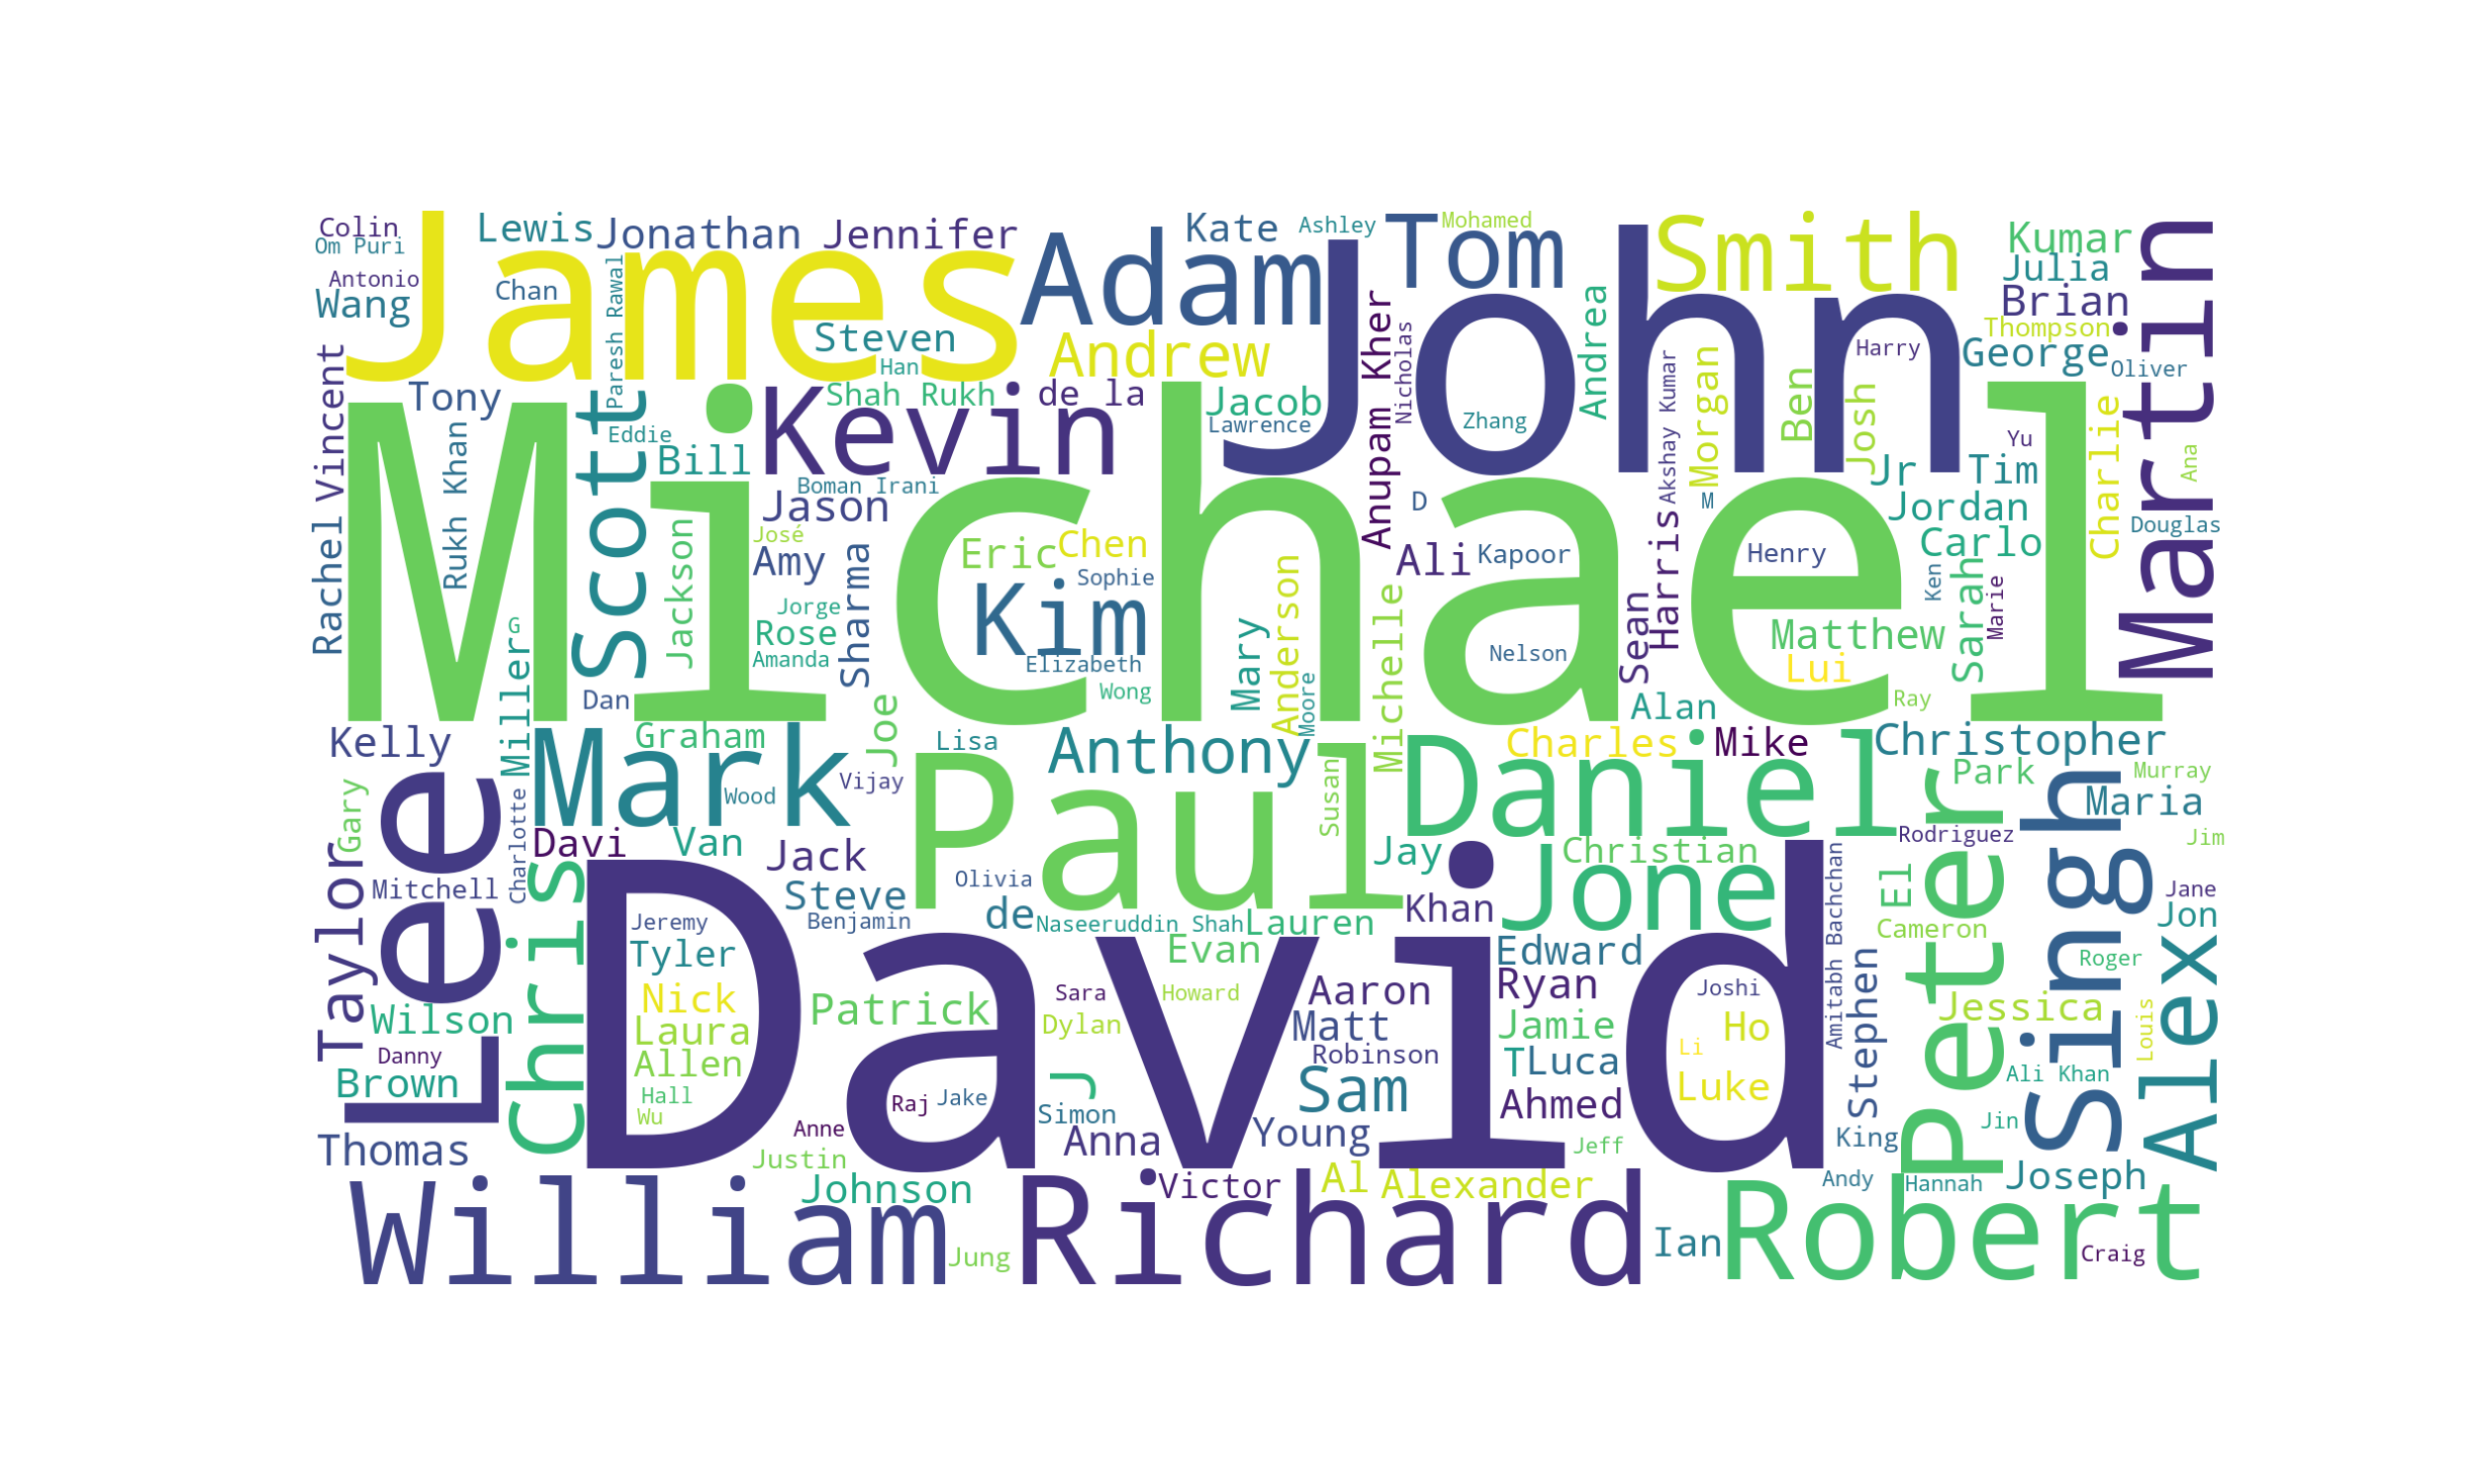 Colin
Om Puri
Antonio
Wang
Lewis
Chan
Jonathan
Jennifer
James
Paresh Rawal
Steven
Han
Adam
Andrew
Kate
Ashley
Tom
Mohamed
John
Smith
Kumar
Julia
Brian
Thompson
George
Oliver
Martin
Harry
Andrea
Nicholas
Anupam Kher
Akshay Kumar
Morgan
Ben
Josh
Zhang
Lawrence
Jacob
de la
Shah Rukh
Kevin
Tony
Vincent
Rachel
Rukh Khan
Scott
Eddie
Bill
Boman Irani
Jason
José
Amy
Jackson
Jorge
Rose
Amanda
Sharma
Michael
Eric
Chen
Sophie
Kim
Elizabeth
Wong
Mary
Anderson
Moore
Michelle
D
Ali
Kapoor
Nelson
Sean
Harris
M
Henry
Matthew
Lui
Alan
Ray
Jr
Tim
Yu
Jordan
Carlo
Ken
Sarah
Marie
Charlie
Ana
Douglas
Dan
G
Miller
Kelly
Graham
Joe
Lisa
Mark
Wood
Vijay
Anthony
Paul
Susan
Charles
Mike
Daniel
Christopher
Park
Murray
Maria
Jim
Rodriguez
Gary
Taylor
Lee
Mitchell
Charlotte
Davi
Van
Jack
Steve
Benjamin
Olivia
de
Naseeruddin Shah
Lauren
Jay
Christian
Khan
Jone
Evan
Edward
Ryan
Amitabh Bachchan
El
Cameron
Peter
Singh
Jane
Jon
Roger
Alex
Louis
Jessica
Stephen
Wilson
Danny
Brown
Chris
Jeremy
Tyler
Nick
Laura
Allen
Hall
Wu
David
Patrick
Raj
Jake
Sara
Howard
Dylan
J
Simon
Aaron
Matt
Robinson
Sam
Jamie
T
Luca
Ahmed
Joshi
Ho
Li
Luke
Ali Khan
Jin
King
Thomas
Anne
Justin
Anna
Young
Jeff
Johnson
Victor
Al
Alexander
Andy
Hannah
Joseph
William
Jung
Richard
Ian
Robert
Craig